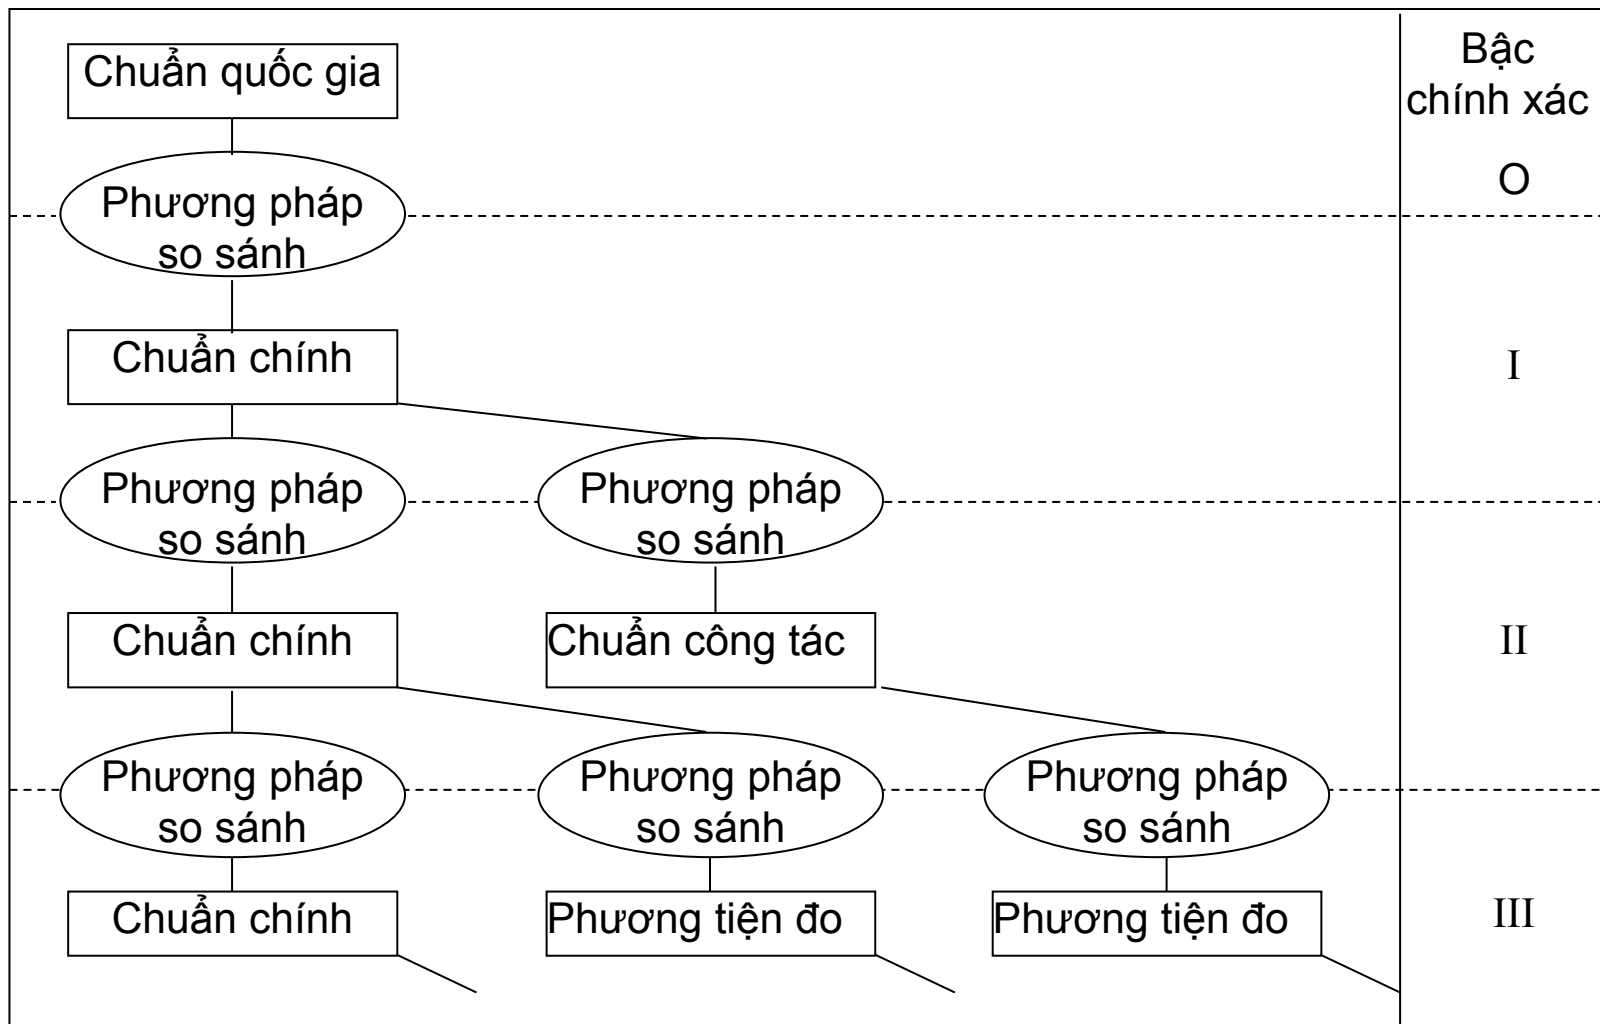 Chuẩn quốc gia
Bậc
chính xác
O
Phương pháp
so sánh
Chuẩn chính
I
Phương pháp
so sánh
Phương pháp
so sánh
Chuẩn chính
Chuẩn công tác
II
Phương pháp
so sánh
Phương pháp
so sánh
Phương pháp
so sánh
Chuẩn chính
Phương tiện đo
Phương tiện đo
III